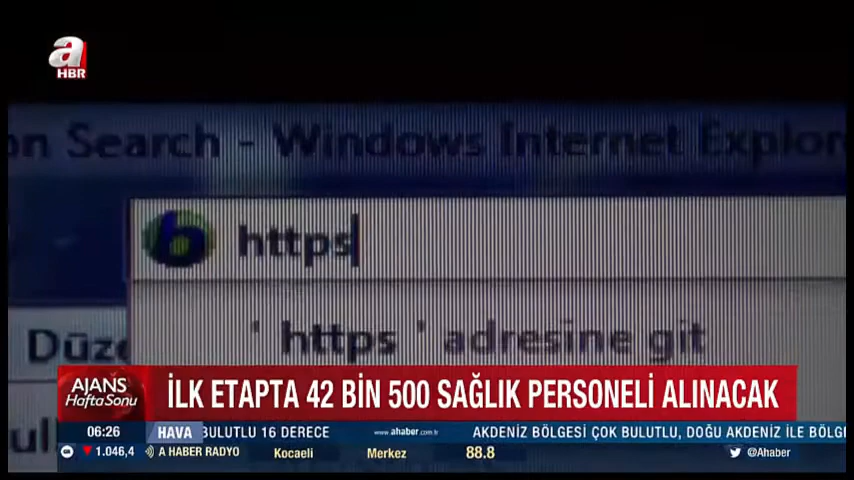 a
HBR
on Search - Windows Internet Explor
https
' https ' adresine git
Düze
AJANS
Hafta Sonu
İLK ETAPTA 42 BİN 500 SAĞLIK PERSONELİ ALINACAK
06:26 HAVA BULUTLU 16 DERECE www.ahaber.com.tr AKDENİZ BÖLGESİ ÇOK BULUTLU, DOĞU AKDENİZ İLE BÖLG
1.046,4 A HABER RADYO Kocaeli Merkez 88.8 @Ahaber